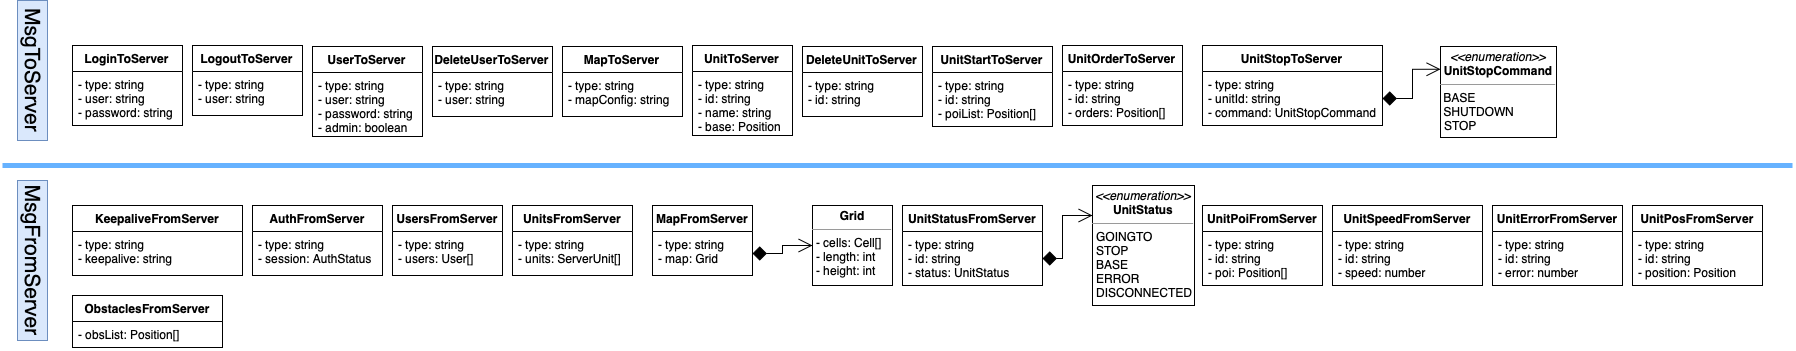 MsgToServer
LoginToServer
- type: string
- user: string
- password: string
LogoutToServer
- type: string
- user: string
UserToServer
- type: string
- user: string
- password: string
- admin: boolean
DeleteUserToServer
- type: string
- user: string
MapToServer
- type: string
- mapConfig: string
UnitToServer
- type: string
- id: string
- name: string
- base: Position
DeleteUnitToServer
- type: string
- id: string
UnitStartToServer
- type: string
- id: string
- poiList: Position[]
UnitOrderToServer
- type: string
- id: string
- orders: Position[]
UnitStopToServer
- type: string
- unitId: string
- command: UnitStopCommand
<<enumeration>>
UnitStopCommand
BASE
SHUTDOWN
STOP
MsgFromServer
KeepaliveFromServer
- type: string
- keepalive: string
AuthFromServer
- type: string
- session: AuthStatus
UsersFromServer
- type: string
- users: User[]
UnitsFromServer
- type: string
- units: ServerUnit[]
MapFromServer
- type: string
- map: Grid
Grid
- cells: Cell[]
- length: int
- height: int
UnitStatusFromServer
- type: string
- id: string
- status: UnitStatus
<<enumeration>>
UnitStatus
GOINGTO
STOP
BASE
ERROR
DISCONNECTED
UnitPoiFromServer
- type: string
- id: string
- poi: Position[]
UnitSpeedFromServer
- type: string
- id: string
- speed: number
UnitErrorFromServer
- type: string
- id: string
- error: number
UnitPosFromServer
- type: string
- id: string
- position: Position
ObstaclesFromServer
- obsList: Position[]